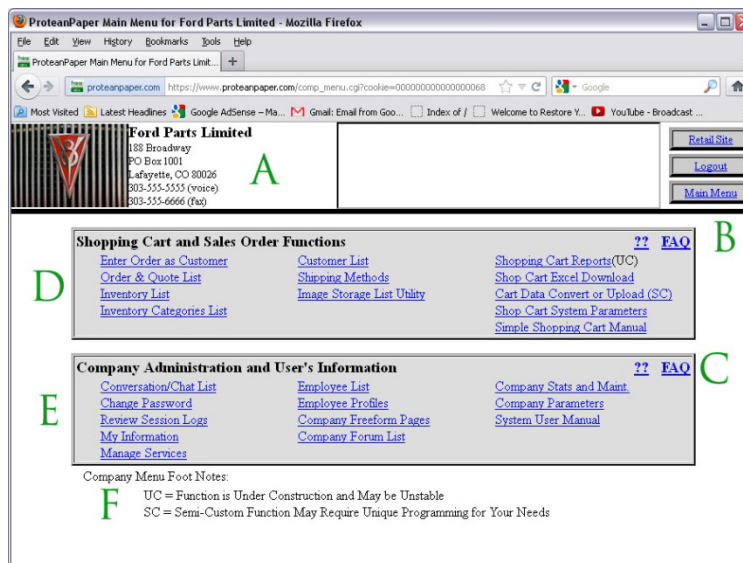 ProteanPaper Main Menu for Ford Parts Limited - Mozilla Firefox
File Edit View History Bookmarks Tools Help
ProteanPaper Main Menu for Ford Parts Limit... +
proteanpaper.com https://www.proteanpaper.com/comp_menu.cgi?cookie=000000000000000068 Google
Most Visited Latest Headlines Google AdSense – Ma... Gmail: Email from Goo... Index of / Welcome to Restore Y... YouTube - Broadcast ...
Ford Parts Limited
188 Broadway
PO Box 1001
Lafayette, CO 80026
303-555-5555 (voice)
303-555-6666 (fax)
A
Retail Site
Logout
Main Menu
B
Shopping Cart and Sales Order Functions ?? FAQ
D
Enter Order as Customer Customer List Shopping Cart Reports(UC)
Order & Quote List Shipping Methods Shop Cart Excel Download
Inventory List Image Storage List Utility Cart Data Convert or Upload (SC)
Inventory Categories List Shop Cart System Parameters
Simple Shopping Cart Manual
Company Administration and User's Information ?? FAQ C
E
Conversation/Chat List Employee List Company Stats and Maint.
Change Password Employee Profiles Company Parameters
Review Session Logs Company Freeform Pages System User Manual
My Information Company Forum List
Manage Services
Company Menu Foot Notes:
F
UC = Function is Under Construction and May be Unstable
SC = Semi-Custom Function May Require Unique Programming for Your Needs